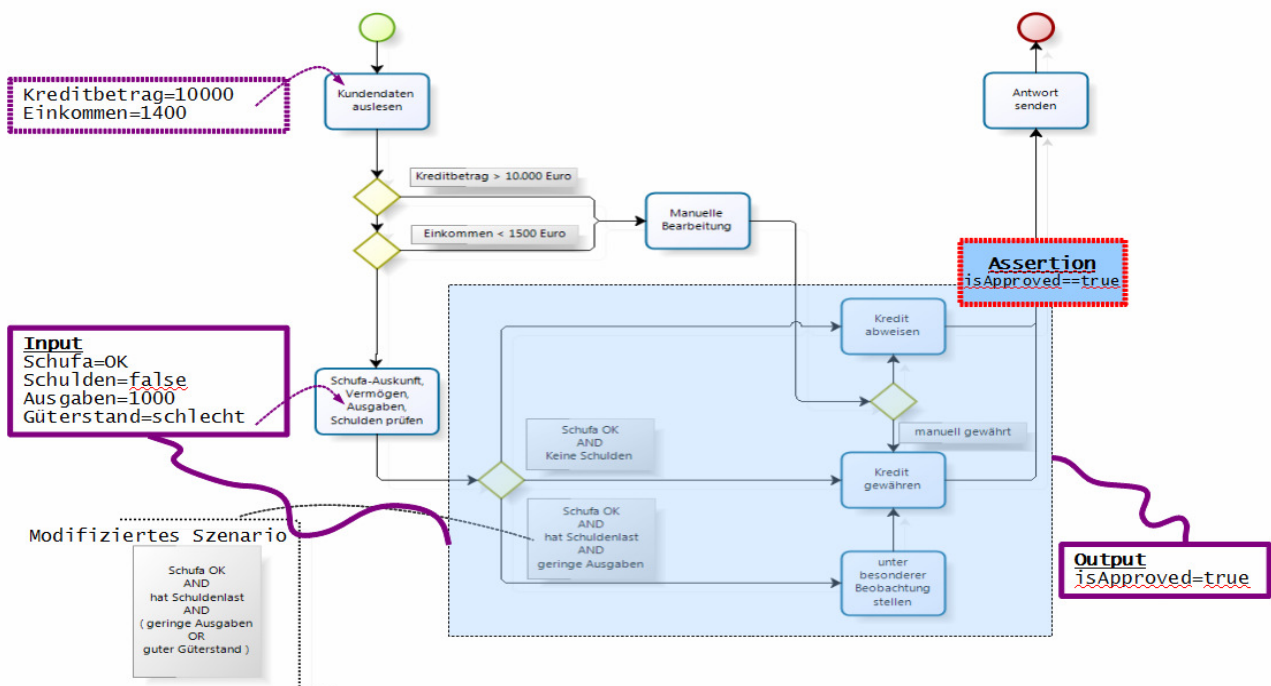 Kreditbetrag=10000
Einkommen=1400
Kundendaten
auslesen
Antwort
senden
Kreditbetrag > 10.000 Euro
Einkommen < 1500 Euro
Manuelle
Bearbeitung
Assertion
isApproved==true
Input
Schufa=OK
Schulden=false
Ausgaben=1000
Güterstand=schlecht
Schufa-Auskunft,
Vermögen,
Ausgaben,
Schulden prüfen
Kredit
abweisen
manuell gewährt
Schufa OK
AND
Keine Schulden
Kredit
gewähren
Schufa OK
AND
hat Schuldenlast
AND
geringe Ausgaben
unter
besonderer
Beobachtung
stellen
Output
isApproved=true
Modifiziertes Szenario
Schufa OK
AND
hat Schuldenlast
AND
( geringe Ausgaben
OR
guter Güterstand )